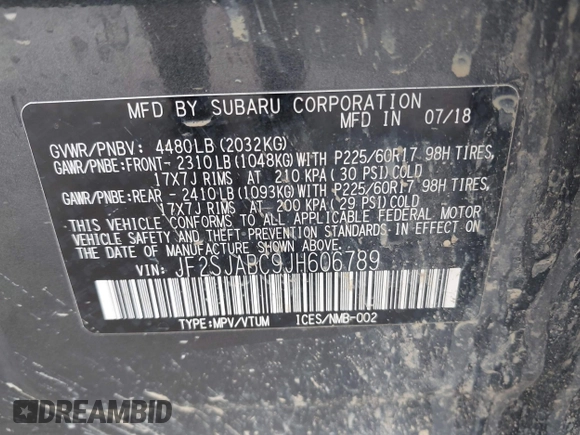 MFD BY SUBARU CORPORATION
MFD IN 07/18
GVWR/PNBV: 4480LB (2032KG)
GAWR/PNBE: FRONT- 2310LB (1048KG) WITH P225/60R17 98H TIRES,
17X7J RIMS AT 210 KPA (30 PSI) COLD
GAWR/PNBE: REAR - 2410LB (1093KG) WITH P225/60R17 98H TIRES,
17X7J RIMS AT 200 KPA (29 PSI) COLD
THIS VEHICLE CONFORMS TO ALL APPLICABLE FEDERAL MOTOR
VEHICLE SAFETY AND THEFT PREVENTION STANDARDS IN EFFECT ON
THE DATE OF MANUFACTURE SHOWN ABOVE.
VIN: JF2SJABC9JH606789
TYPE:MPV/VTUM ICES/NMB-002
DREAMBID